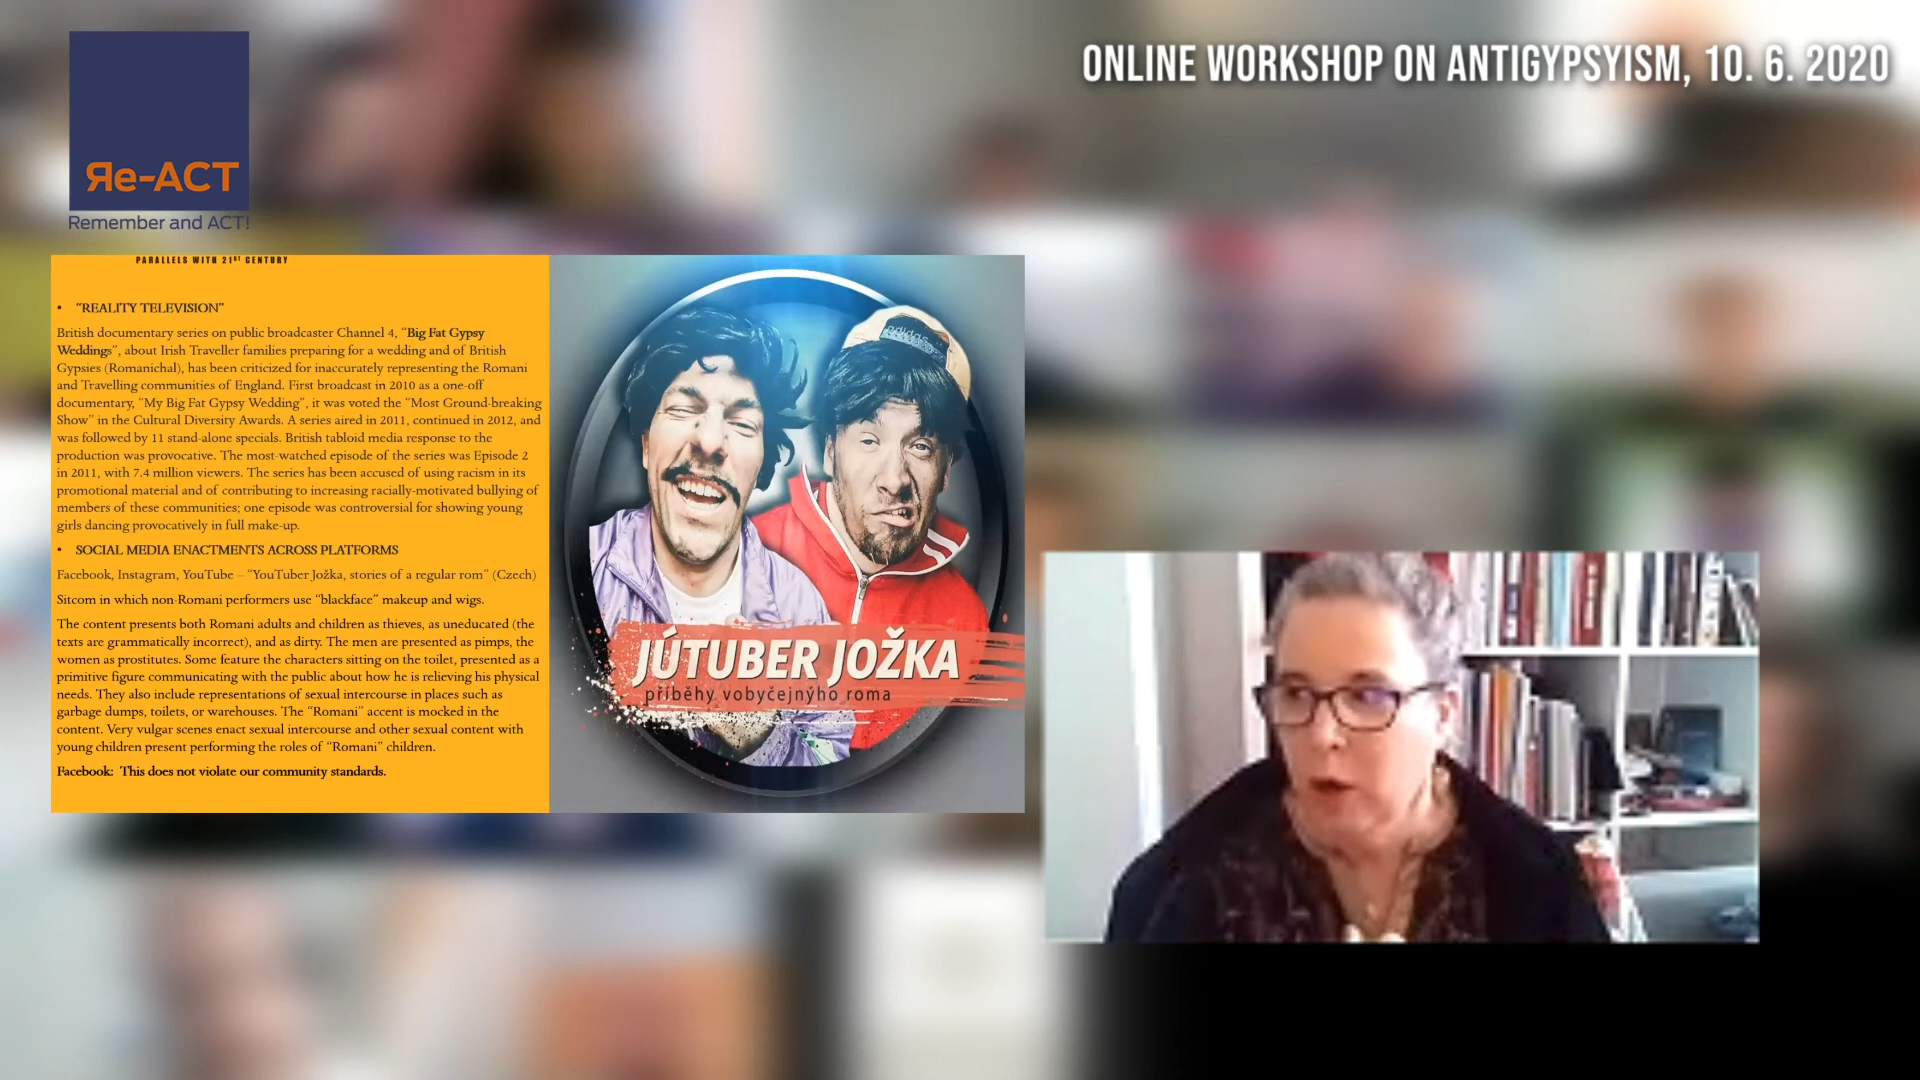 ONLINE WORKSHOP ON ANTIGYPSYISM, 10. 6. 2020
Яe-ACT
Remember and ACT!
PARALLELS WITH 21ST CENTURY
• “REALITY TELEVISION”
British documentary series on public broadcaster Channel 4, “Big Fat Gypsy
Weddings”, about Irish Traveller families preparing for a wedding and of British
Gypsies (Romanichal), has been criticized for inaccurately representing the Romani
and Travelling communities of England. First broadcast in 2010 as a one-off
documentary, “My Big Fat Gypsy Wedding”, it was voted the “Most Ground-breaking
Show” in the Cultural Diversity Awards. A series aired in 2011, continued in 2012, and
was followed by 11 stand-alone specials. British tabloid media response to the
production was provocative. The most-watched episode of the series was Episode 2
in 2011, with 7.4 million viewers. The series has been accused of using racism in its
promotional material and of contributing to increasing racially-motivated bullying of
members of these communities; one episode was controversial for showing young
girls dancing provocatively in full make-up.
• SOCIAL MEDIA ENACTMENTS ACROSS PLATFORMS
Facebook, Instagram, YouTube – “YouTuber Jožka, stories of a regular rom” (Czech)
Sitcom in which non-Romani performers use “blackface” makeup and wigs.
The content presents both Romani adults and children as thieves, as uneducated (the
texts are grammatically incorrect), and as dirty. The men are presented as pimps, the
women as prostitutes. Some feature the characters sitting on the toilet, presented as a
primitive figure communicating with the public about how he is relieving his physical
needs. They also include representations of sexual intercourse in places such as
garbage dumps, toilets, or warehouses. The “Romani” accent is mocked in the
content. Very vulgar scenes enact sexual intercourse and other sexual content with
young children present performing the roles of “Romani” children.
Facebook: This does not violate our community standards.
adidas
JÚTUBER JOŽKA
příběhy vobyčejnýho roma